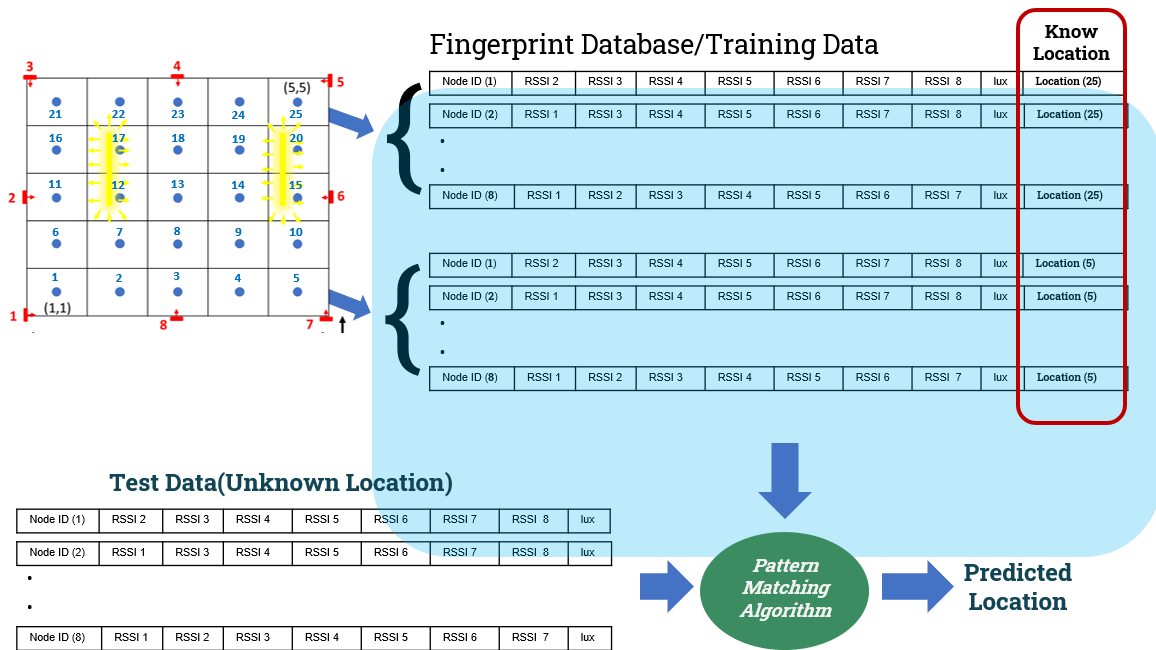 Fingerprint Database/Training Data
Know
Location
Node ID (1) RSSI 2 RSSI 3 RSSI 4 RSSI 5 RSSI 6 RSSI 7 RSSI 8 lux Location (25)
Node ID (2) RSSI 1 RSSI 3 RSSI 4 RSSI 5 RSSI 6 RSSI 7 RSSI 8 lux Location (25)
.
.
Node ID (8) RSSI 1 RSSI 2 RSSI 3 RSSI 4 RSSI 5 RSSI 6 RSSI 7 lux Location (25)
Node ID (1) RSSI 2 RSSI 3 RSSI 4 RSSI 5 RSSI 6 RSSI 7 RSSI 8 lux Location (5)
Node ID (2) RSSI 1 RSSI 3 RSSI 4 RSSI 5 RSSI 6 RSSI 7 RSSI 8 lux Location (5)
.
.
Node ID (8) RSSI 1 RSSI 2 RSSI 3 RSSI 4 RSSI 5 RSSI 6 RSSI 7 lux Location (5)
3 4 5
(5,5)
21 22 23 24 25
16 17 18 19 20
11 12 13 14 15
2 6
6 7 8 9 10
1 2 3 4 5
(1,1)
1 8 7
Test Data(Unknown Location)
Node ID (1) RSSI 2 RSSI 3 RSSI 4 RSSI 5 RSSI 6 RSSI 7 RSSI 8 lux
Node ID (2) RSSI 1 RSSI 3 RSSI 4 RSSI 5 RSSI 6 RSSI 7 RSSI 8 lux
.
.
Node ID (8) RSSI 1 RSSI 2 RSSI 3 RSSI 4 RSSI 5 RSSI 6 RSSI 7 lux
Pattern
Matching
Algorithm
Predicted
Location